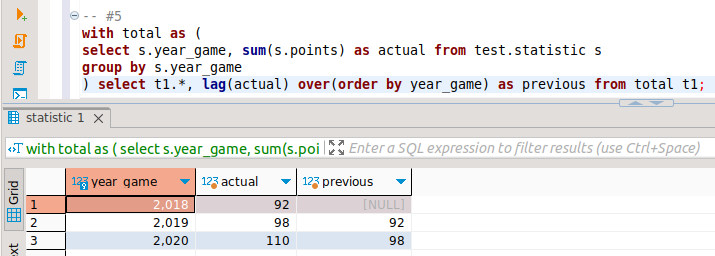 -- #5
with total as (
select s.year_game, sum(s.points) as actual from test.statistic s
group by s.year_game
) select t1.*, lag(actual) over(order by year_game) as previous from total t1;
statistic 1
with total as ( select s.year_game, sum(s.poi Enter a SQL expression to filter results (use Ctrl+Space)
Grid
123 year_game 123 actual 123 previous
1 2,018 92 [NULL]
2 2,019 98 92
3 2,020 110 98